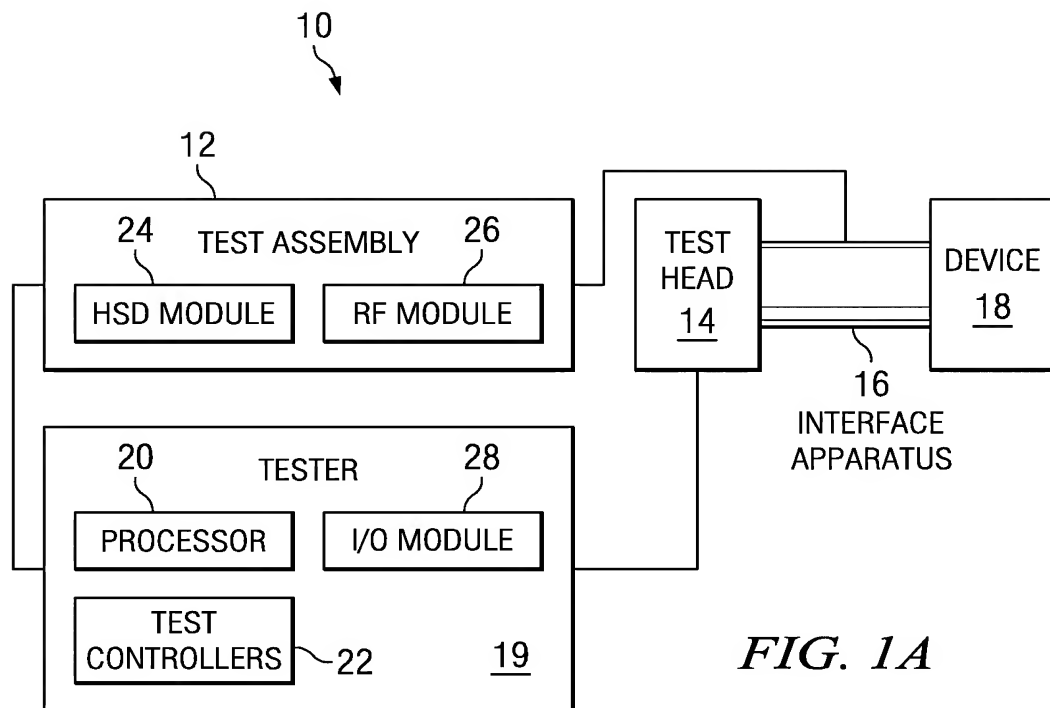 10
12
TEST ASSEMBLY
24
HSD MODULE
26
RF MODULE
TEST
HEAD
14
DEVICE
18
16
INTERFACE
APPARATUS
TESTER
20
PROCESSOR
28
I/O MODULE
TEST
CONTROLLERS
22
19
FIG. 1A